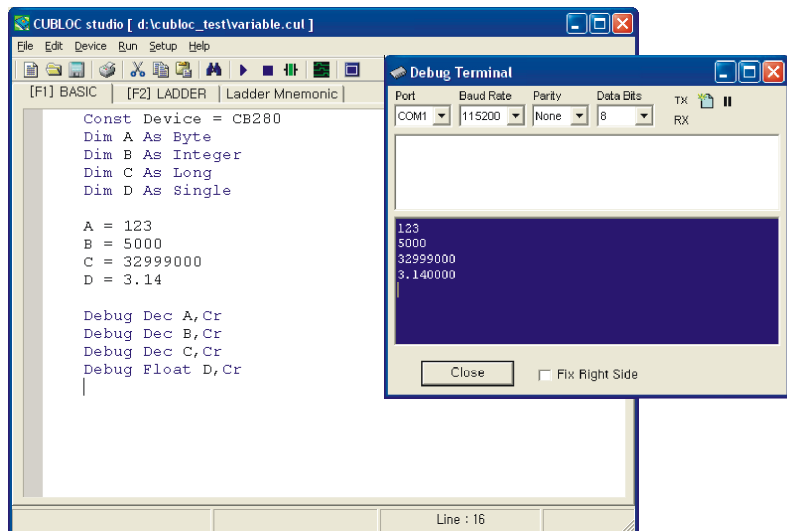 CUBLOC studio [ d:\cubloc_test\variable.cul ]
File Edit Device Run Setup Help
[F1] BASIC [F2] LADDER Ladder Mnemonic
Const Device = CB280
Dim A As Byte
Dim B As Integer
Dim C As Long
Dim D As Single
A = 123
B = 5000
C = 32999000
D = 3.14
Debug Dec A,Cr
Debug Dec B,Cr
Debug Dec C,Cr
Debug Float D,Cr
Line : 16
Debug Terminal
Port Baud Rate Parity Data Bits
COM1 115200 None 8
TX
RX
123
5000
32999000
3.140000
Close Fix Right Side